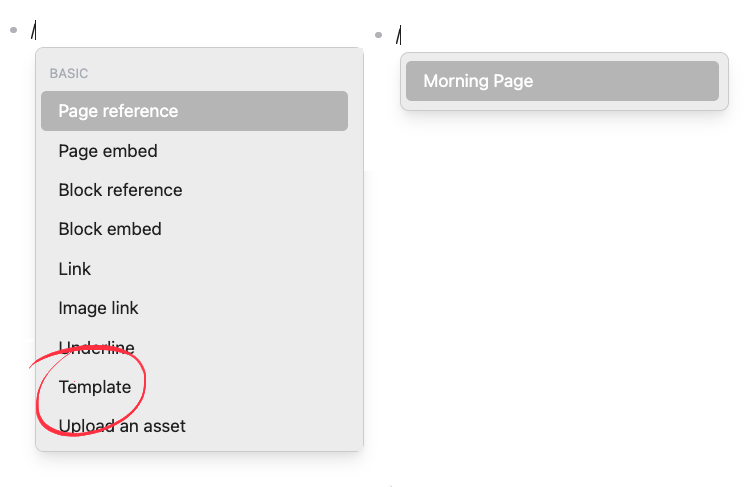 /
BASIC
Page reference
Page embed
Block reference
Block embed
Link
Image link
Underline
Template
Upload an asset
/
Morning Page